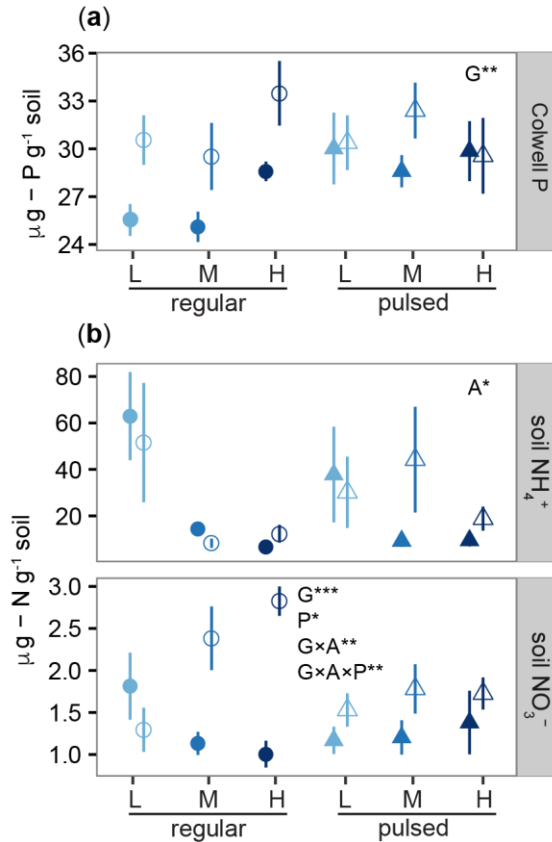 (a)
36
33
30
27
24
μg – P g⁻¹ soil
G**
Colwell P
L M H L M H
regular pulsed
(b)
80
60
40
20
A*
soil NH₄⁺
μg – N g⁻¹ soil
3.0
2.5
2.0
1.5
1.0
G***
P*
G×A**
G×A×P**
soil NO₃⁻
L M H L M H
regular pulsed